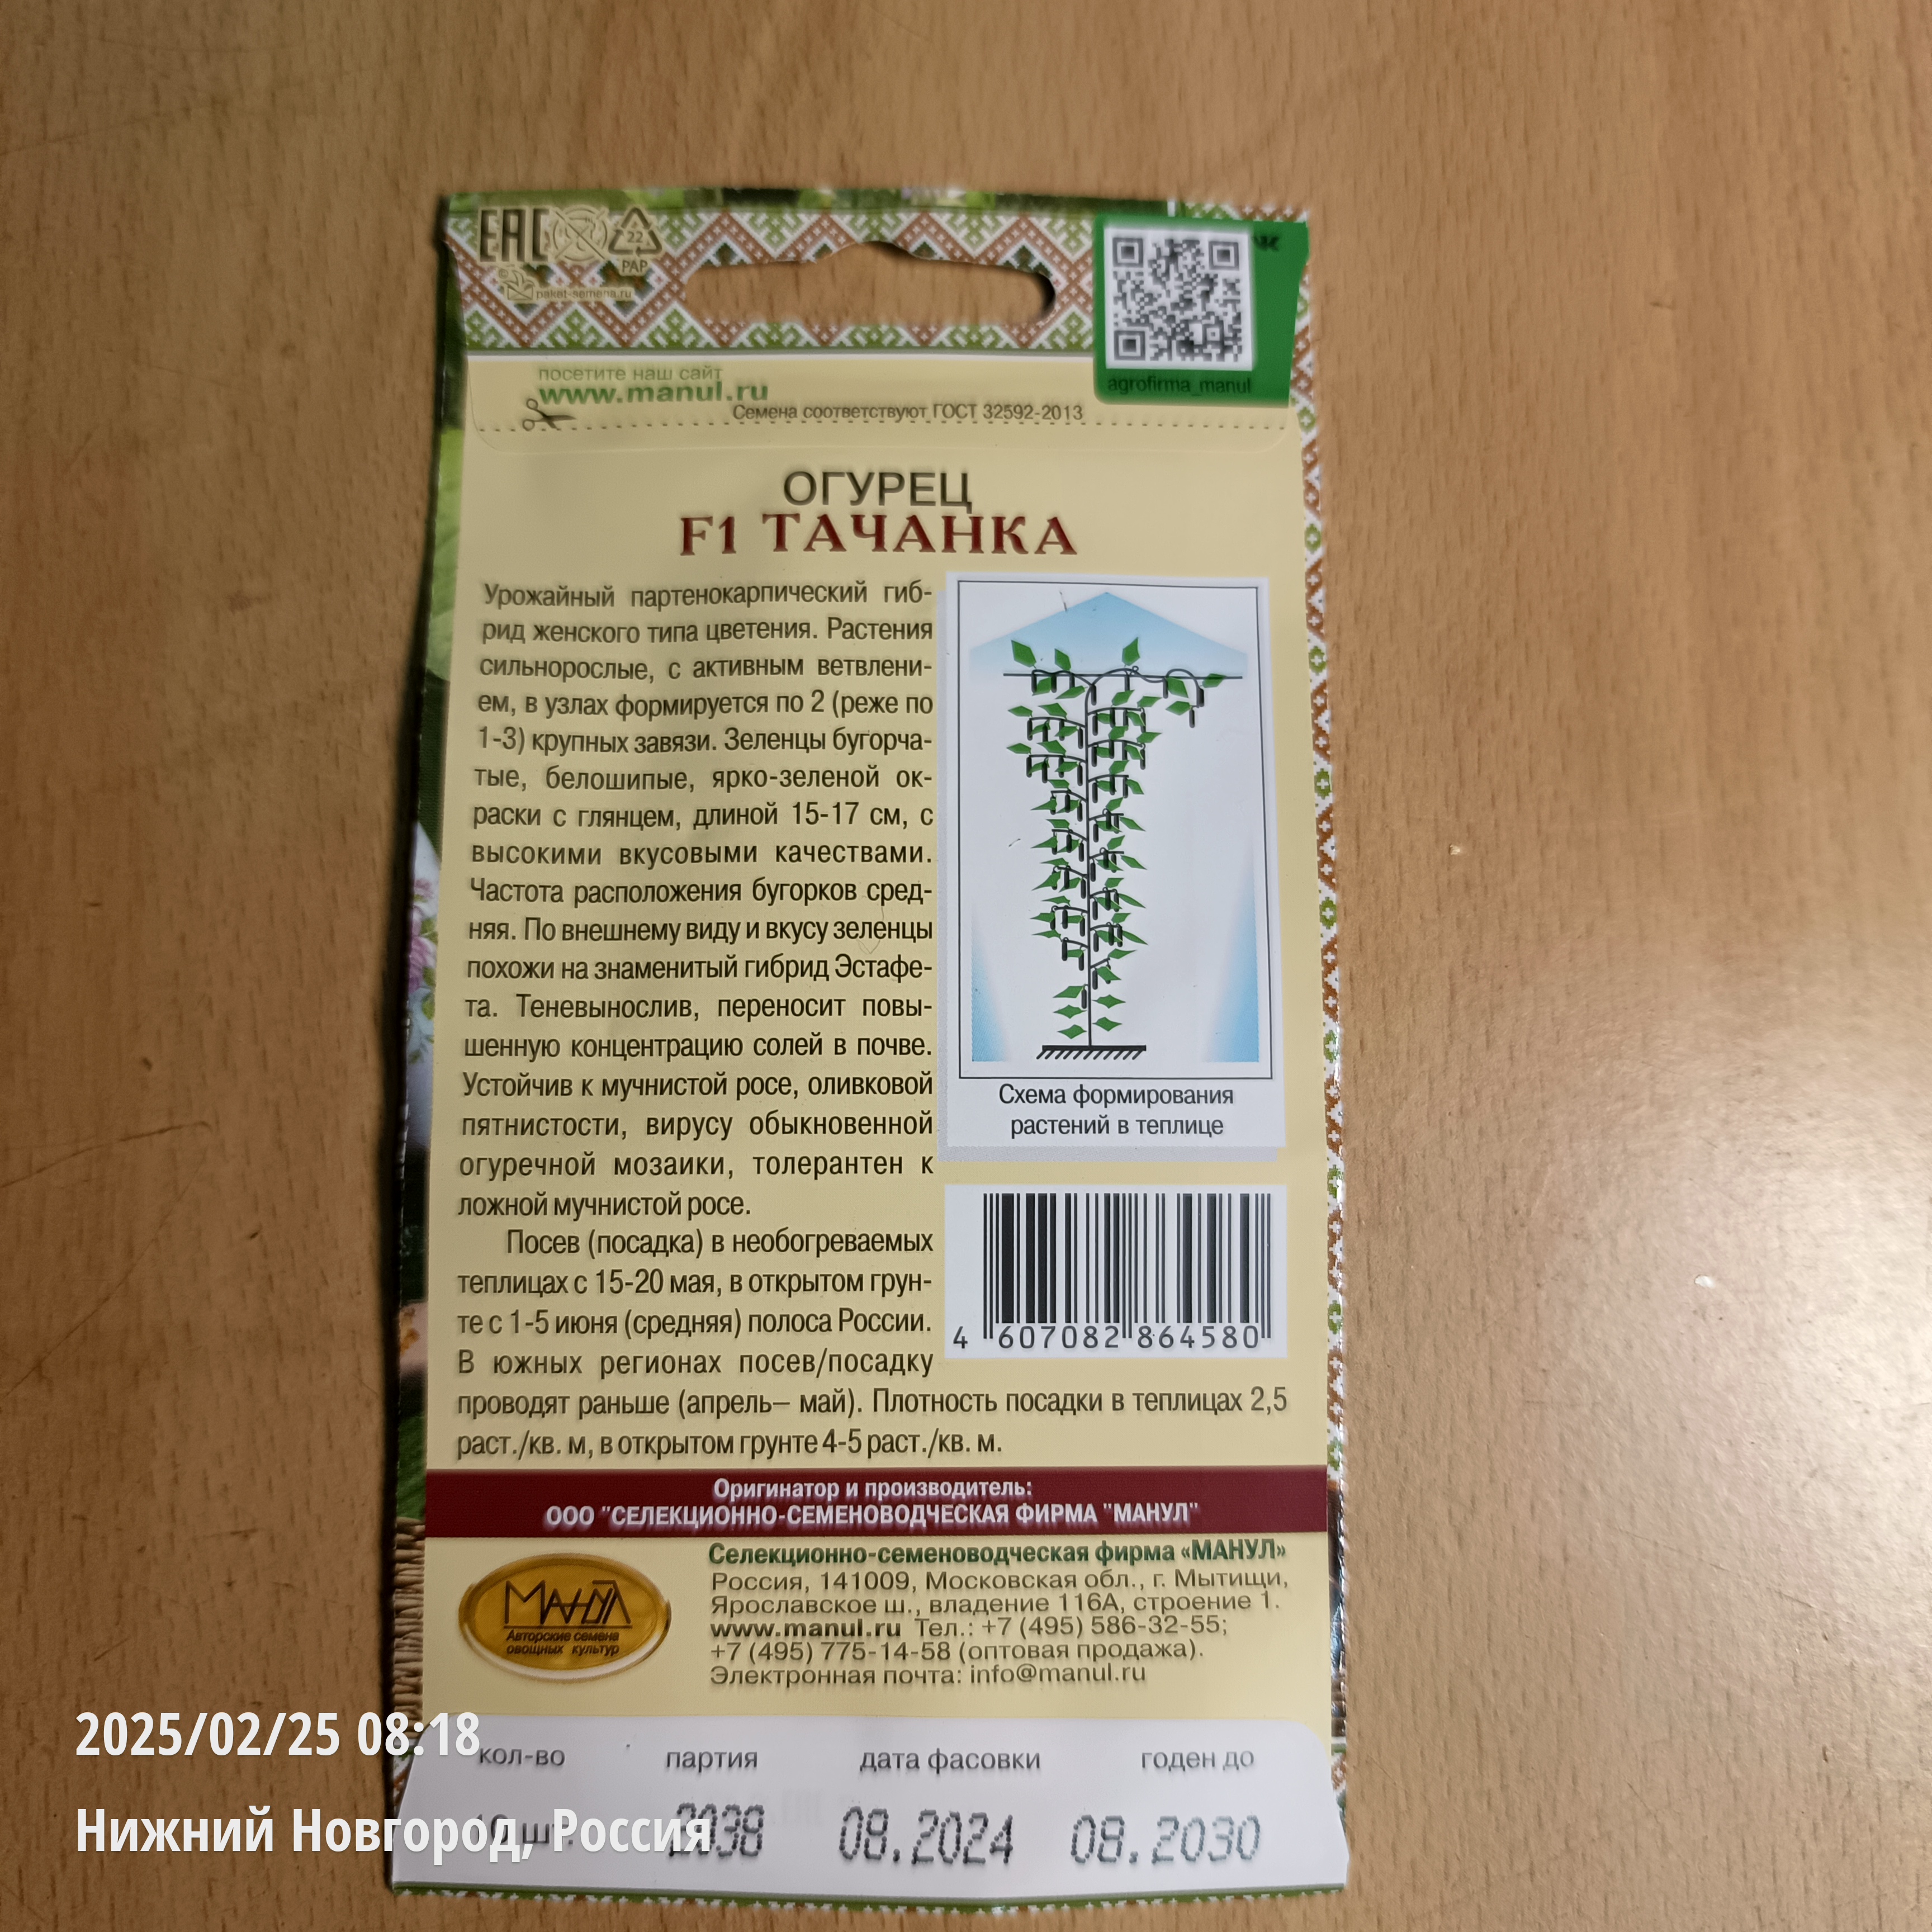 EAC
22
PAP
pakat-semena.ru
agrofirma_manul
посетите наш сайт
www.manul.ru
Семена соответствуют ГОСТ 32592-2013
ОГУРЕЦ
F1 ТАЧАНКА
Урожайный партенокарпический гиб-
рид женского типа цветения. Растения
сильнорослые, с активным ветвлени-
ем, в узлах формируется по 2 (реже по
1-3) крупных завязи. Зеленцы бугорча-
тые, белошипые, ярко-зеленой ок-
раски с глянцем, длиной 15-17 см, с
высокими вкусовыми качествами.
Частота расположения бугорков сред-
няя. По внешнему виду и вкусу зеленцы
похожи на знаменитый гибрид Эстафе-
та. Теневынослив, переносит повы-
шенную концентрацию солей в почве.
Устойчив к мучнистой росе, оливковой
пятнистости, вирусу обыкновенной
огуречной мозаики, толерантен к
ложной мучнистой росе.
Посев (посадка) в необогреваемых
теплицах с 15-20 мая, в открытом грун-
те с 1-5 июня (средняя) полоса России.
В южных регионах посев/посадку
проводят раньше (апрель– май). Плотность посадки в теплицах 2,5
раст./кв. м, в открытом грунте 4-5 раст./кв. м.
Схема формирования
растений в теплице
4 607082 864580
Оригинатор и производитель:
ООО "СЕЛЕКЦИОННО-СЕМЕНОВОДЧЕСКАЯ ФИРМА "МАНУЛ"
МАНУЛ
Авторские семена
овощных культур
Селекционно-семеноводческая фирма «МАНУЛ»
Россия, 141009, Московская обл., г. Мытищи,
Ярославское ш., владение 116А, строение 1.
www.manul.ru Тел.: +7 (495) 586-32-55;
+7 (495) 775-14-58 (оптовая продажа).
Электронная почта: info@manul.ru
2025/02/25 08:18
кол-во партия дата фасовки годен до
10 шт. 2038 08.2024 08.2030
Нижний Новгород, Россия